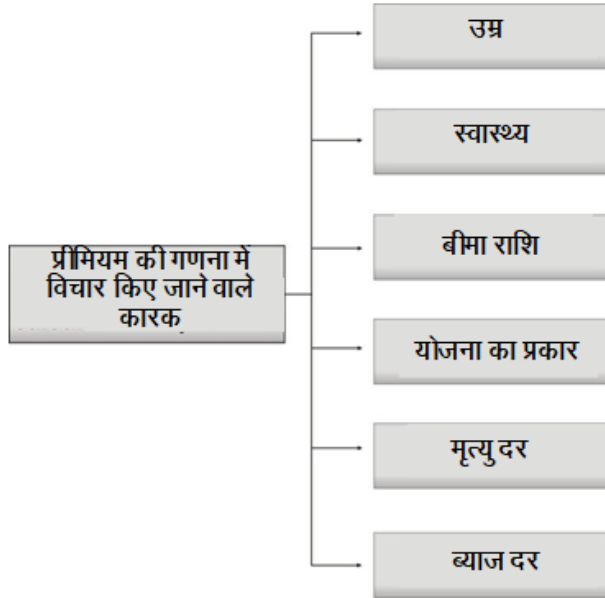 उम्र
स्वास्थ्य
बीमा राशि
प्रीमियम की गणना में
विचार किए जाने वाले
कारक
योजना का प्रकार
मृत्यु दर
ब्याज दर